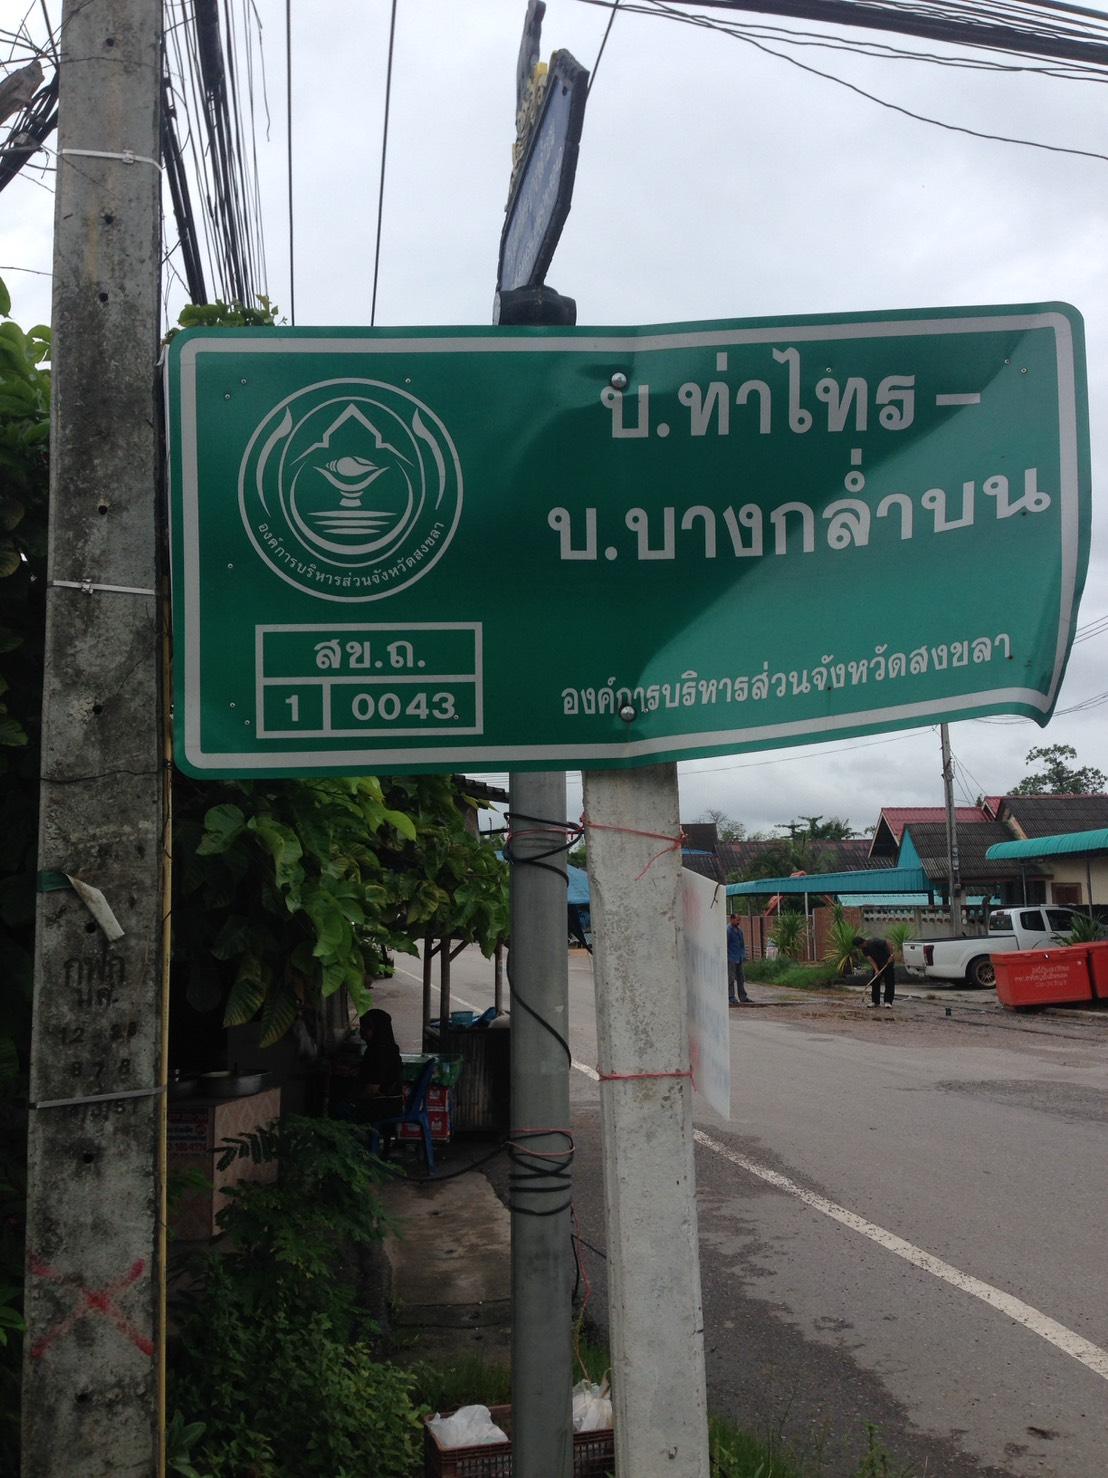 บ.ท่าไทร –
บ.บางกล่ำบน
องค์การบริหารส่วนจังหวัดสงขลา
องค์การบริหารส่วนจังหวัดสงขลา
สข.ถ.
1 0043
กฟภ